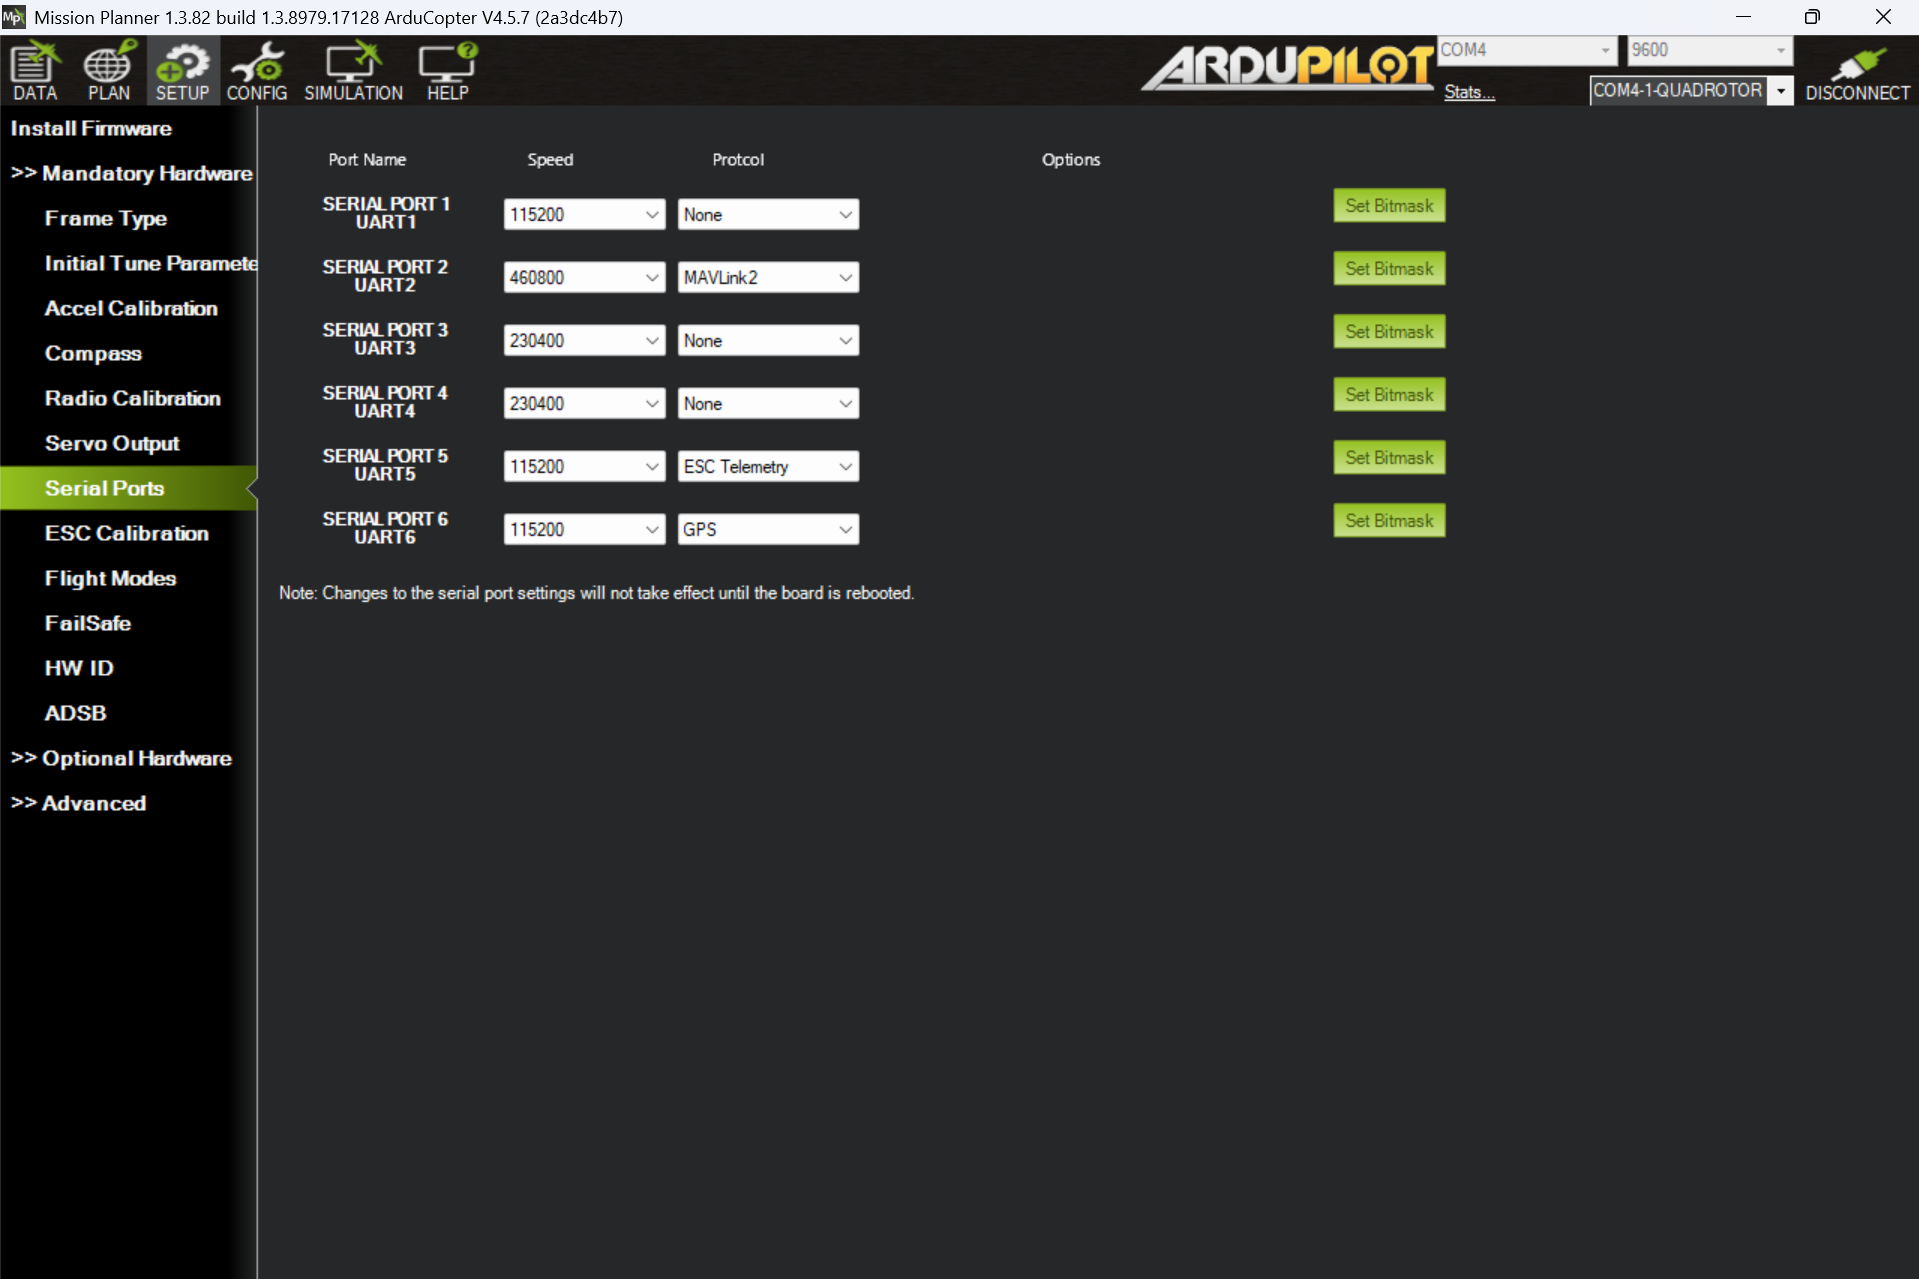 Mission Planner 1.3.82 build 1.3.8979.17128 ArduCopter V4.5.7 (2a3dc4b7)
DATA PLAN SETUP CONFIG SIMULATION HELP
ARDUPILOT
COM4 9600
Stats... COM4-1-QUADROTOR DISCONNECT
Install Firmware
>> Mandatory Hardware
Frame Type
Initial Tune Paramete
Accel Calibration
Compass
Radio Calibration
Servo Output
Serial Ports
ESC Calibration
Flight Modes
FailSafe
HW ID
ADSB
>> Optional Hardware
>> Advanced
Port Name Speed Protcol Options
SERIAL PORT 1
UART1 115200 None Set Bitmask
SERIAL PORT 2
UART2 460800 MAVLink2 Set Bitmask
SERIAL PORT 3
UART3 230400 None Set Bitmask
SERIAL PORT 4
UART4 230400 None Set Bitmask
SERIAL PORT 5
UART5 115200 ESC Telemetry Set Bitmask
SERIAL PORT 6
UART6 115200 GPS Set Bitmask
Note: Changes to the serial port settings will not take effect until the board is rebooted.